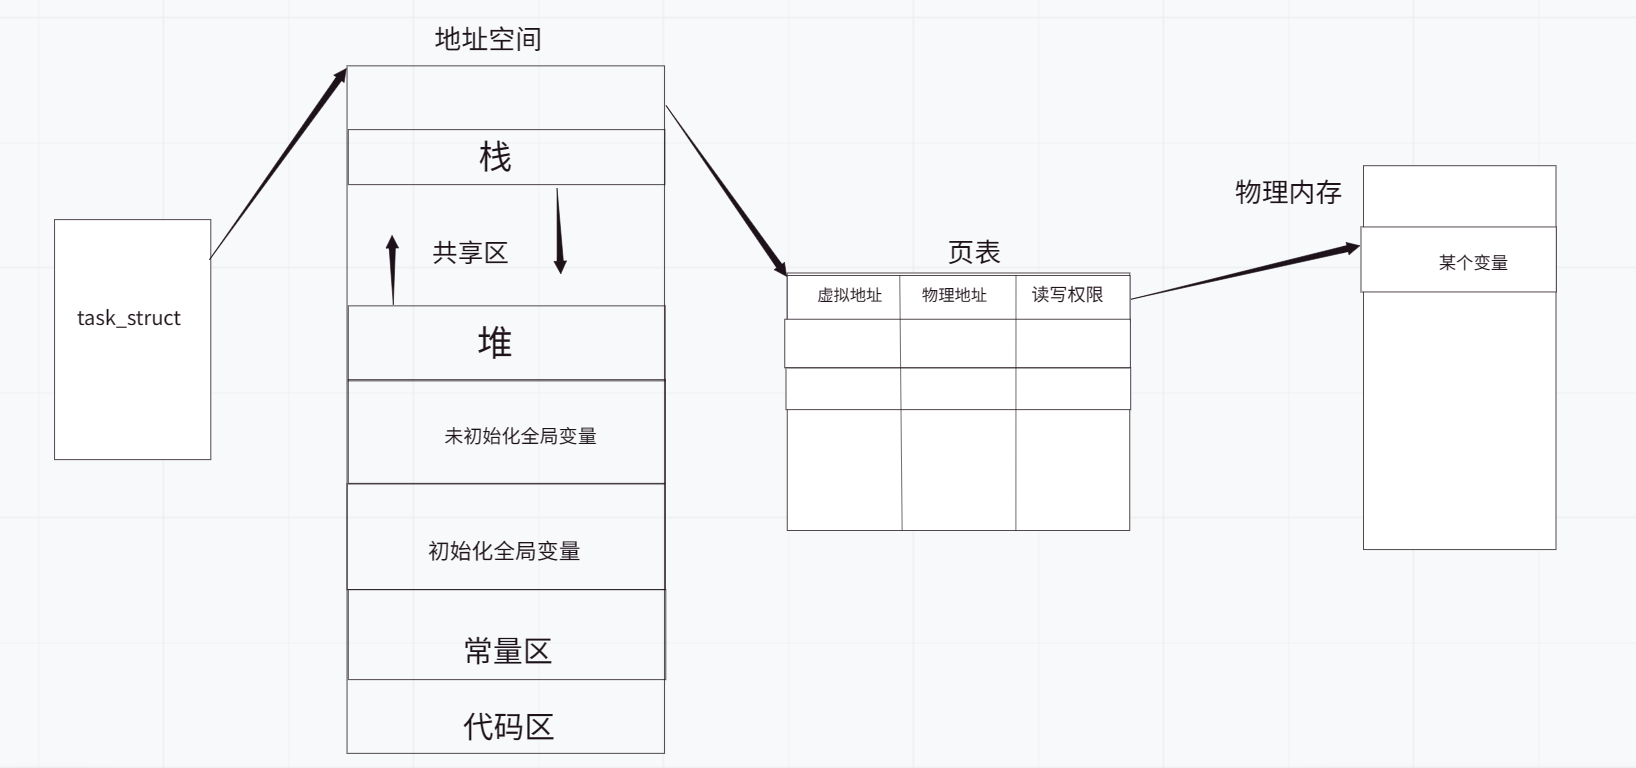 地址空间
栈
共享区
堆
未初始化全局变量
初始化全局变量
常量区
代码区
task_struct
页表
虚拟地址 物理地址 读写权限
物理内存
某个变量